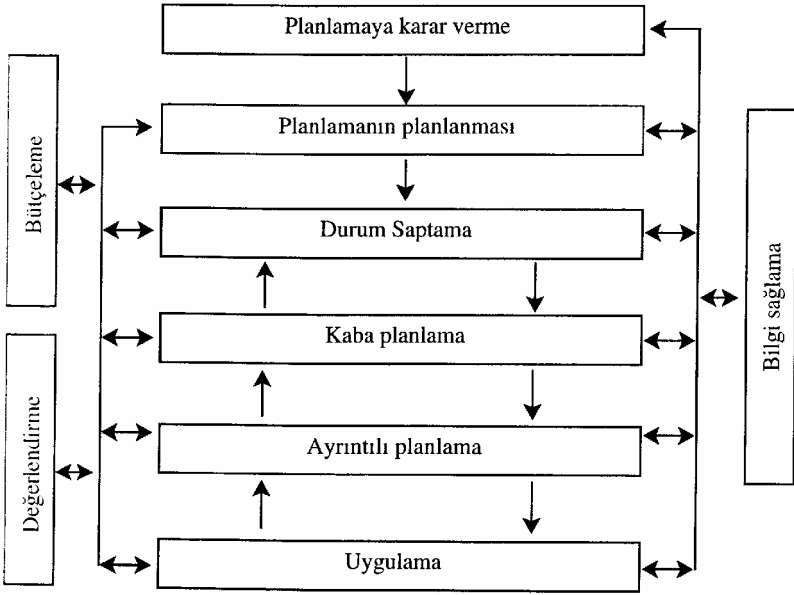 Planlamaya karar verme
Planlamanın planlanması
Durum Saptama
Kaba planlama
Ayrıntılı planlama
Uygulama
Bütçeleme
Değerlendirme
Bilgi sağlama